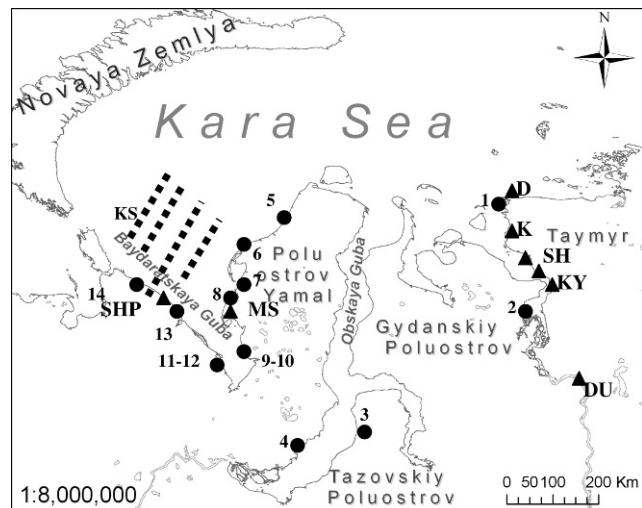 N
Novaya Zemlya
Kara Sea
1
D
K
Taymyr
SH
KY
2
DU
5
6
Polu
ostrov
Yamal
7
8
MS
KS
Baydaratskaya Guba
14
SHP
13
11-12
9-10
Obskaya Guba
Gydanskiy
Poluostrov
3
4
Tazovskiy
Poluostrov
1:8,000,000
0 50 100 200 Km